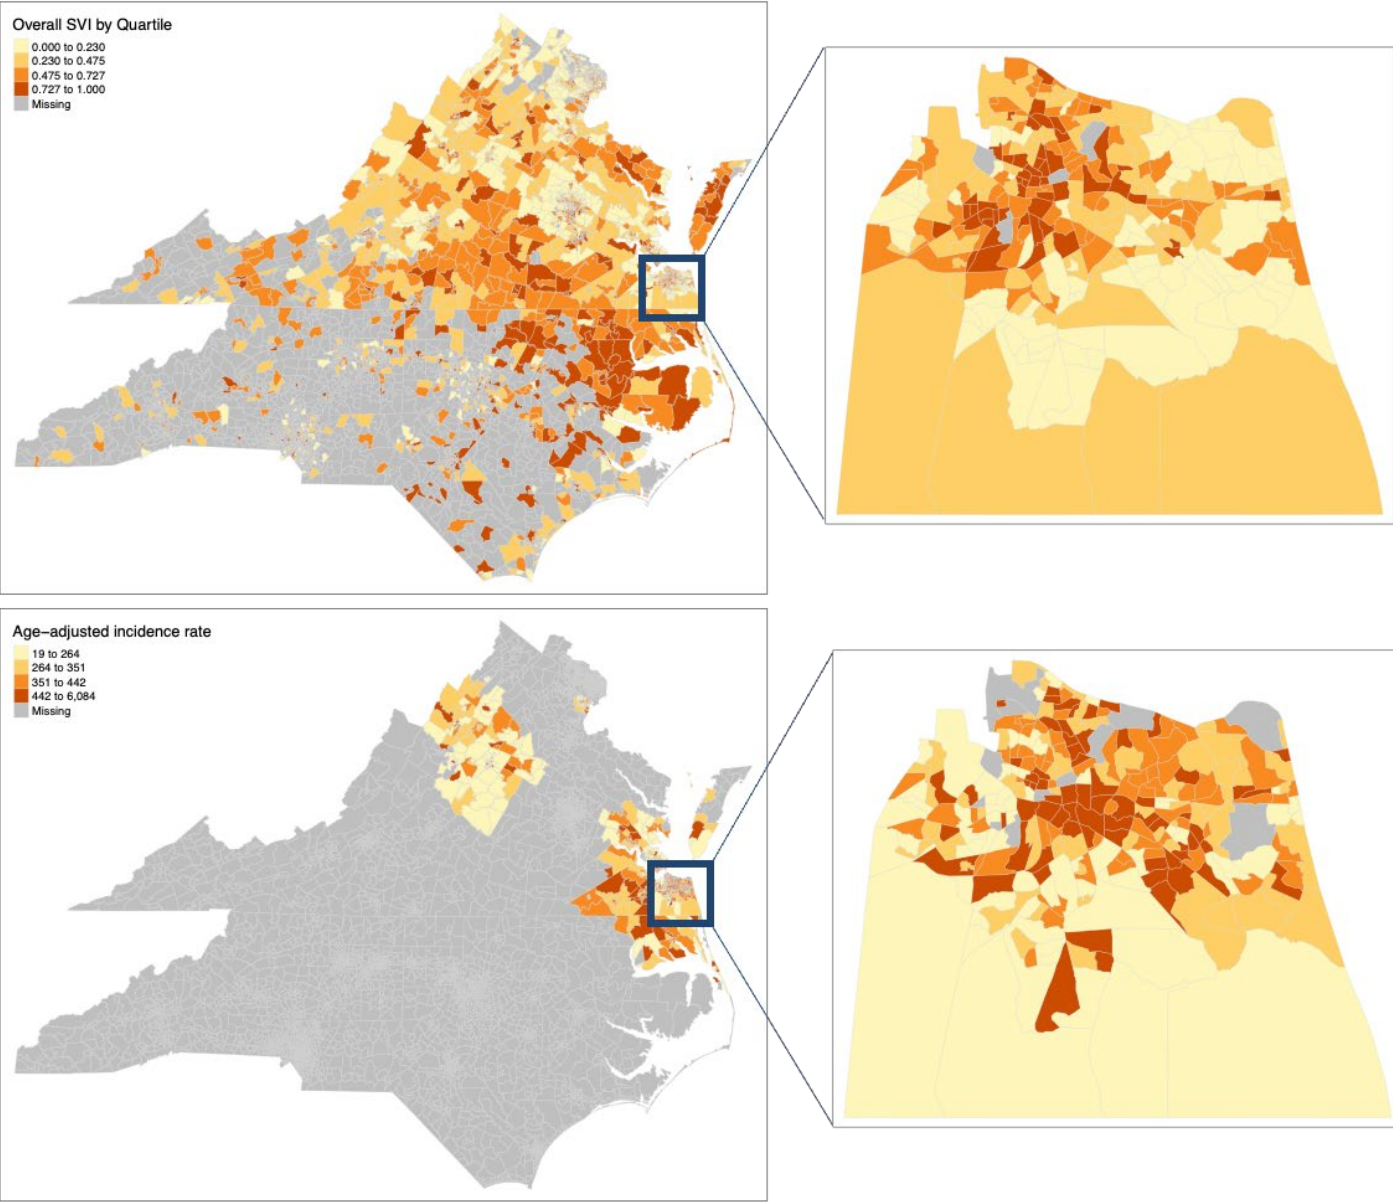 Overall SVI by Quartile
0.000 to 0.230
0.230 to 0.475
0.475 to 0.727
0.727 to 1.000
Missing
Age−adjusted incidence rate
19 to 264
264 to 351
351 to 442
442 to 6,084
Missing